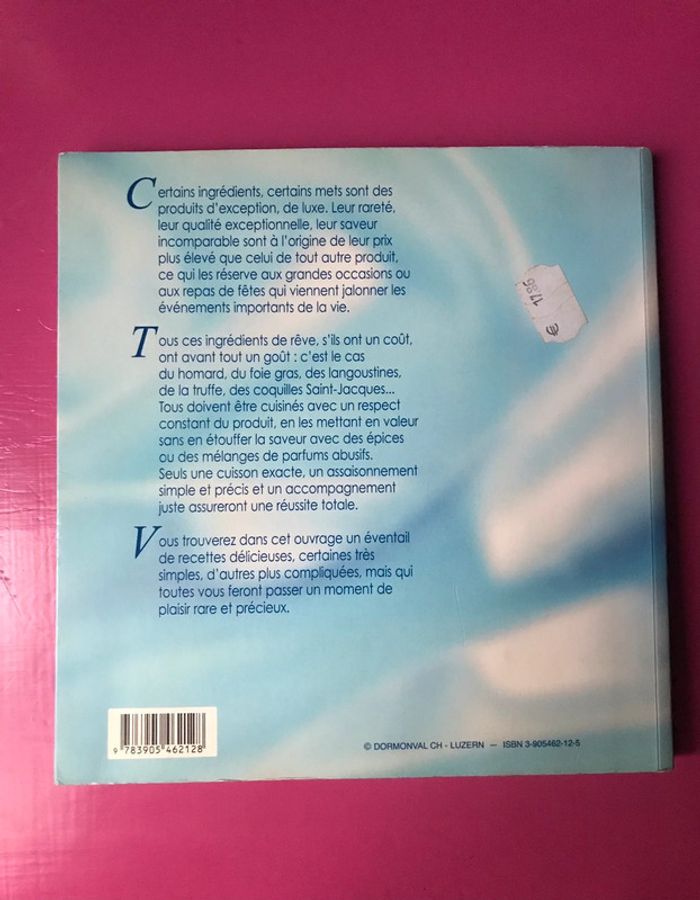 Certains ingrédients, certains mets sont des
produits d'exception, de luxe. Leur rareté,
leur qualité exceptionnelle, leur saveur
incomparable sont à l'origine de leur prix
plus élevé que celui de tout autre produit,
ce qui les réserve aux grandes occasions ou
aux repas de fêtes qui viennent jalonner les
événements importants de la vie.
Tous ces ingrédients de rêve, s'ils ont un coût,
ont avant tout un goût : c'est le cas
du homard, du foie gras, des langoustines,
de la truffe, des coquilles Saint-Jacques...
Tous doivent être cuisinés avec un respect
constant du produit, en les mettant en valeur
sans en étouffer la saveur avec des épices
ou des mélanges de parfums abusifs.
Seuls une cuisson exacte, un assaisonnement
simple et précis et un accompagnement
juste assureront une réussite totale.
Vous trouverez dans cet ouvrage un éventail
de recettes délicieuses, certaines très
simples, d'autres plus compliquées, mais qui
toutes vous feront passer un moment de
plaisir rare et précieux.
9 783905 462128
© DORMONVAL CH - LUZERN — ISBN 3-905462-12-5
€